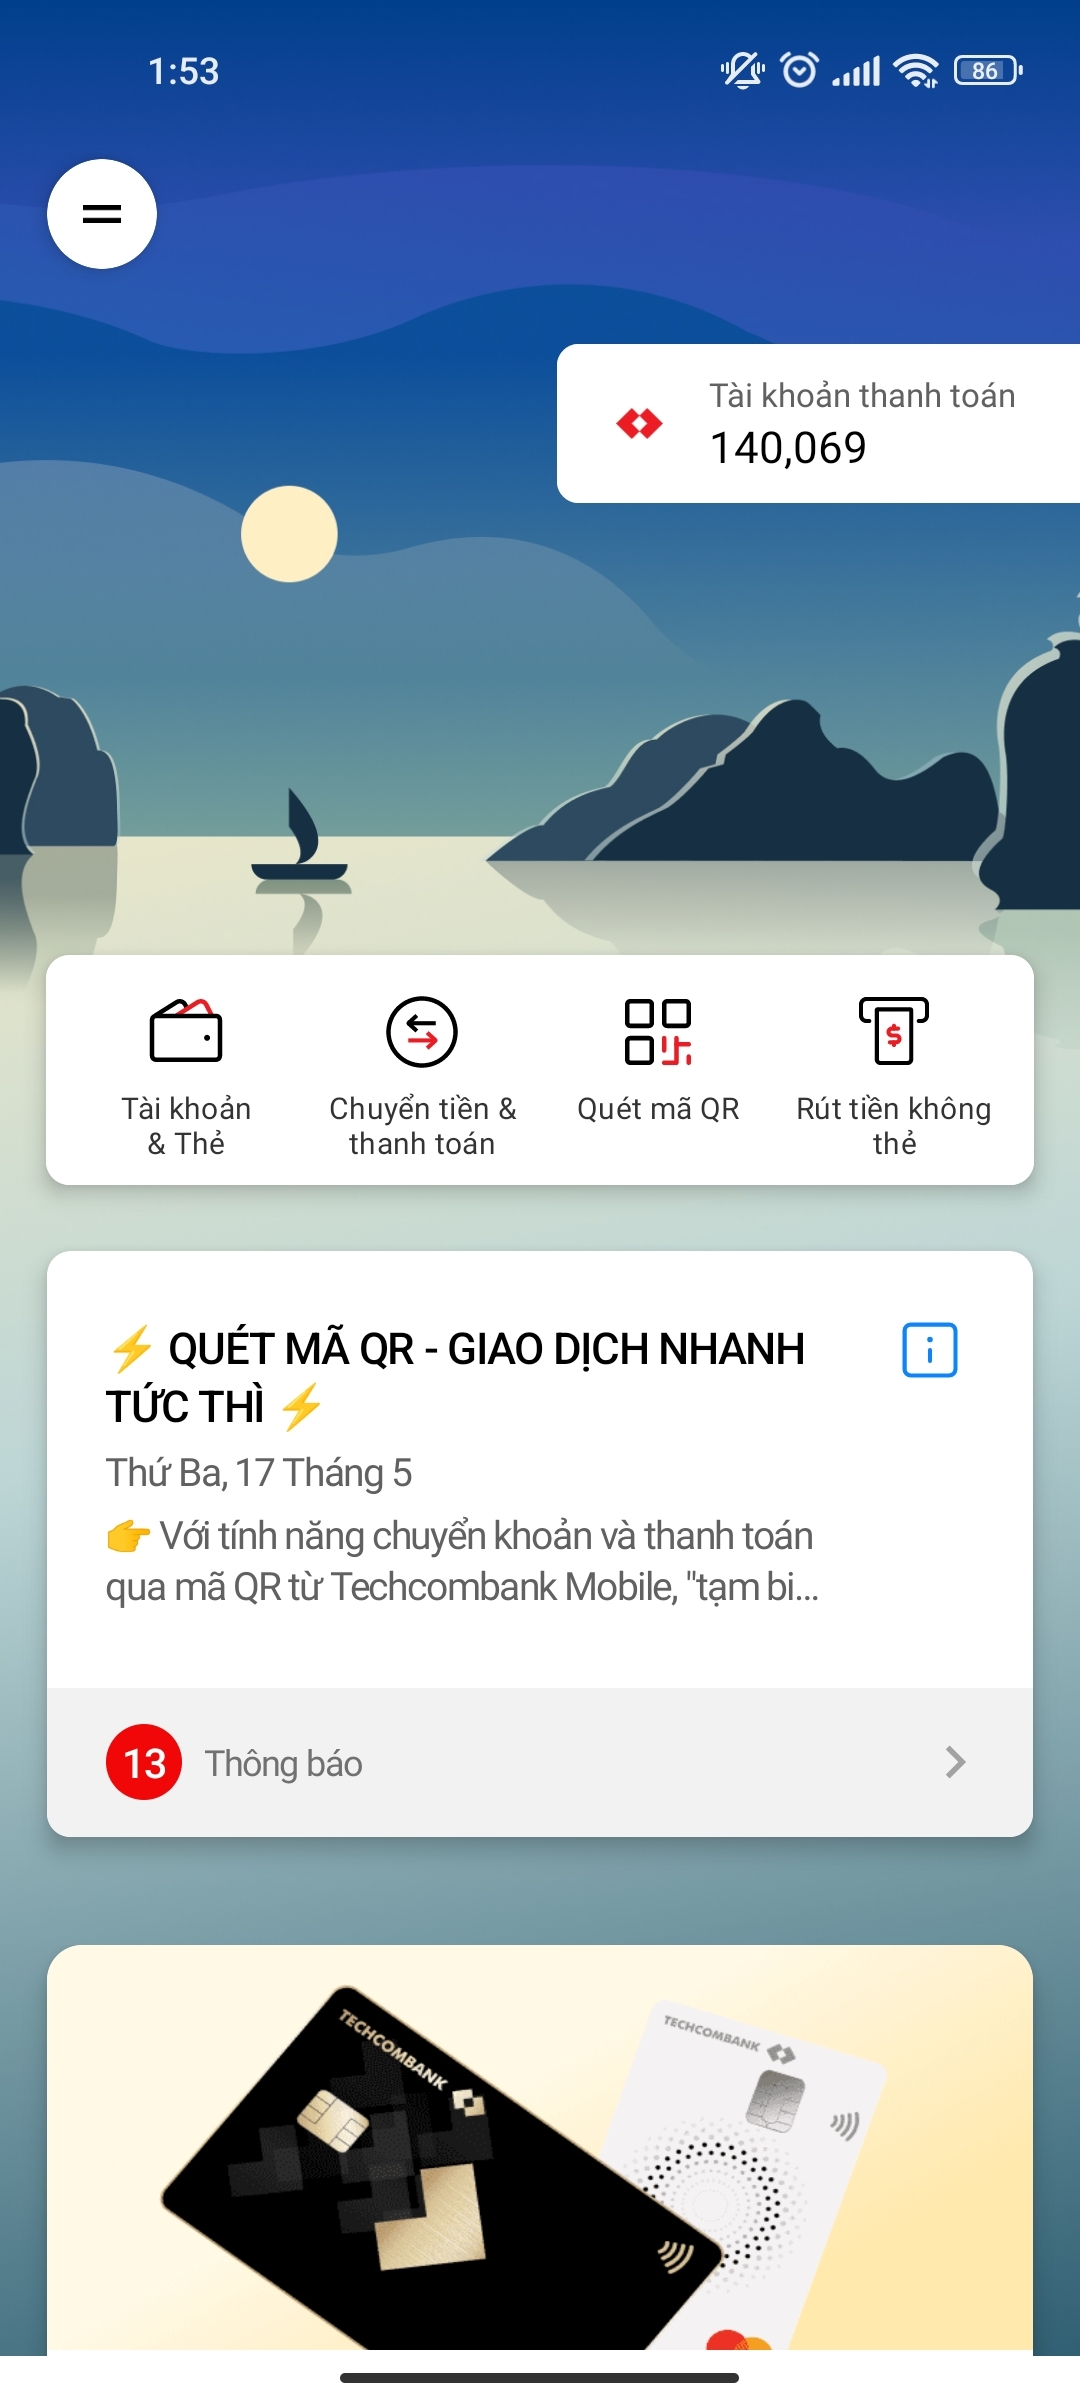 1:53
86
Tài khoản thanh toán
140,069
Tài khoản
& Thẻ
Chuyển tiền &
thanh toán
Quét mã QR
Rút tiền không
thẻ
⚡ QUÉT MÃ QR - GIAO DỊCH NHANH
TỨC THÌ ⚡
Thứ Ba, 17 Tháng 5
👉 Với tính năng chuyển khoản và thanh toán
qua mã QR từ Techcombank Mobile, "tạm bi...
13 Thông báo
TECHCOMBANK
TECHCOMBANK